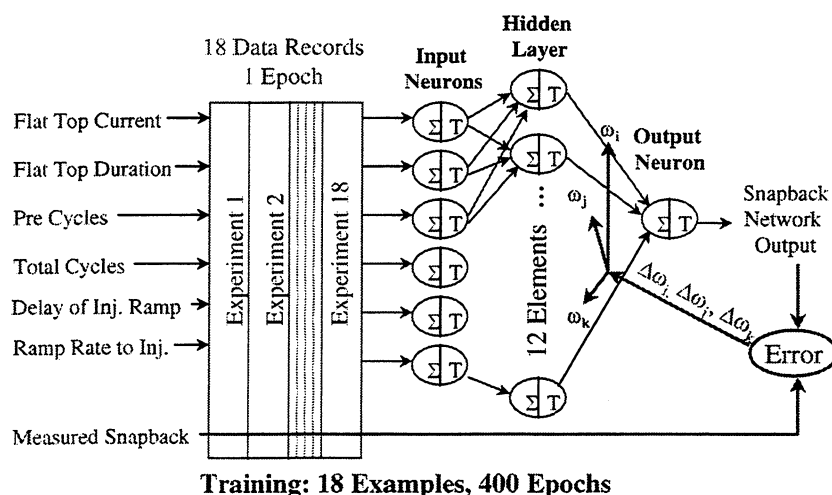 18 Data Records
1 Epoch
Input
Neurons
Hidden
Layer
Output
Neuron
Flat Top Current
Flat Top Duration
Pre Cycles
Total Cycles
Delay of Inj. Ramp
Ramp Rate to Inj.
Measured Snapback
Experiment 1
Experiment 2
Experiment 18
Σ T
Σ T
Σ T
Σ T
Σ T
Σ T
Σ T
Σ T
12 Elements ...
Σ T
ωi
ωj
ωk
Σ T
Snapback
Network
Output
Δωi, Δωj, Δωk
Error
Training: 18 Examples, 400 Epochs